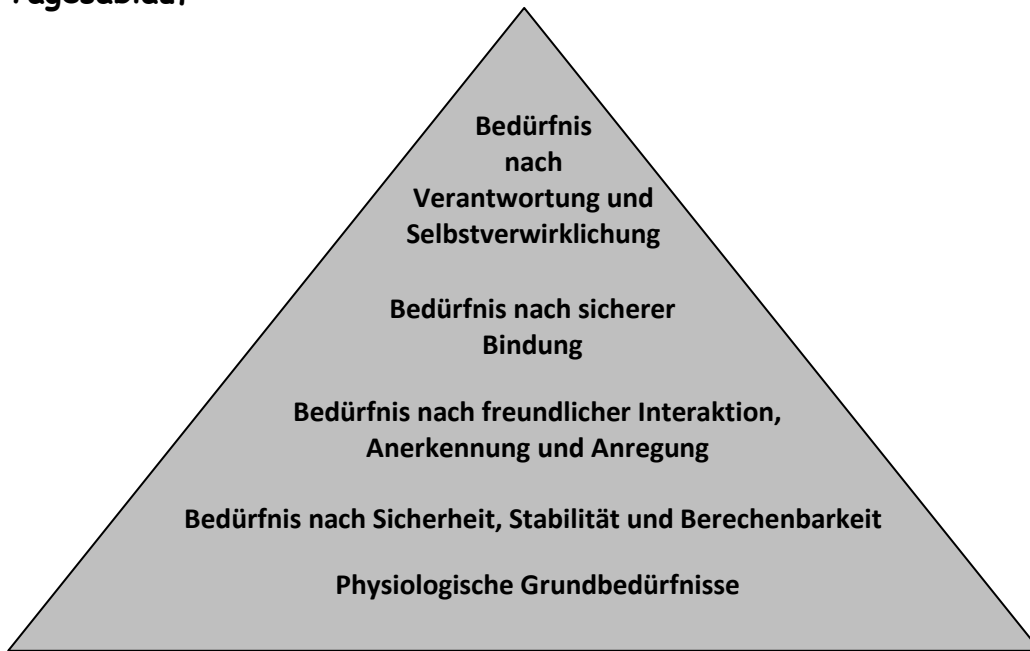 Tagesablauf
Bedürfnis
nach
Verantwortung und
Selbstverwirklichung
Bedürfnis nach sicherer
Bindung
Bedürfnis nach freundlicher Interaktion,
Anerkennung und Anregung
Bedürfnis nach Sicherheit, Stabilität und Berechenbarkeit
Physiologische Grundbedürfnisse